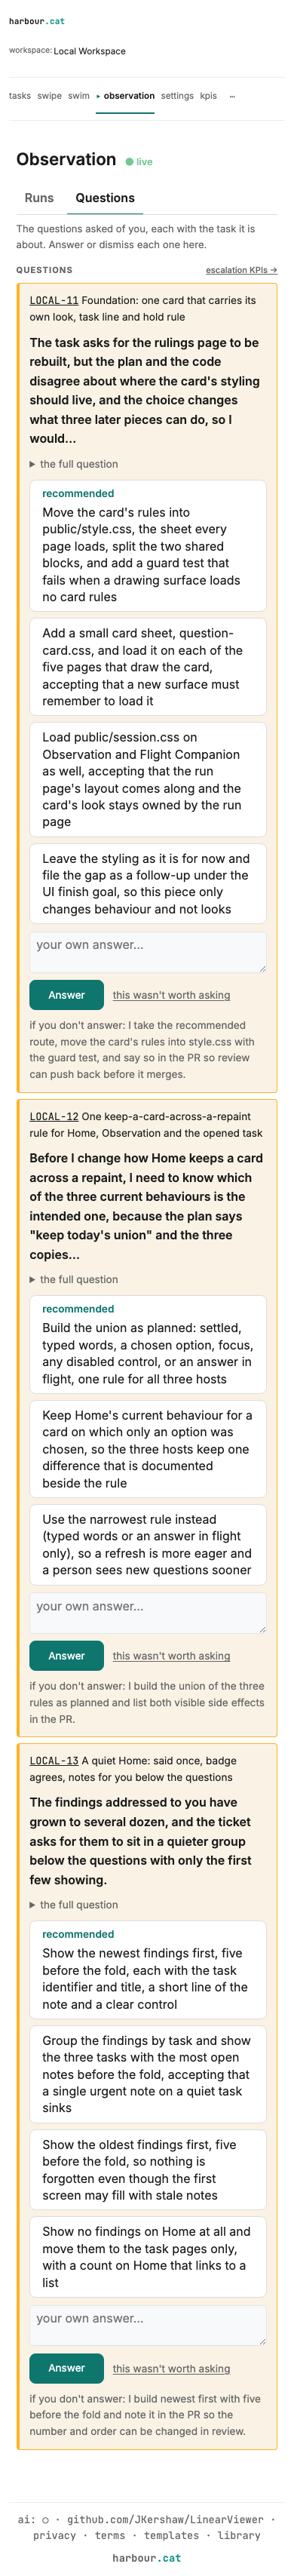 harbour.cat
workspace: Local Workspace
tasks swipe swim ▸ observation settings kpis …
Observation ● live
Runs Questions
The questions asked of you, each with the task it is
about. Answer or dismiss each one here.
QUESTIONS escalation KPIs →
LOCAL-11 Foundation: one card that carries its
own look, task line and hold rule
The task asks for the rulings page to be
rebuilt, but the plan and the code
disagree about where the card's styling
should live, and the choice changes
what three later pieces can do, so I
would…
▶ the full question
recommended
Move the card's rules into
public/style.css, the sheet every
page loads, split the two shared
blocks, and add a guard test that
fails when a drawing surface loads
no card rules
Add a small card sheet, question-
card.css, and load it on each of the
five pages that draw the card,
accepting that a new surface must
remember to load it
Load public/session.css on
Observation and Flight Companion
as well, accepting that the run
page's layout comes along and the
card's look stays owned by the run
page
Leave the styling as it is for now and
file the gap as a follow-up under the
UI finish goal, so this piece only
changes behaviour and not looks
your own answer...
Answer this wasn't worth asking
if you don't answer: I take the recommended
route, move the card's rules into style.css with
the guard test, and say so in the PR so review
can push back before it merges.
LOCAL-12 One keep-a-card-across-a-repaint
rule for Home, Observation and the opened task
Before I change how Home keeps a card
across a repaint, I need to know which
of the three current behaviours is the
intended one, because the plan says
"keep today's union" and the three
copies…
▶ the full question
recommended
Build the union as planned: settled,
typed words, a chosen option, focus,
any disabled control, or an answer in
flight, one rule for all three hosts
Keep Home's current behaviour for a
card on which only an option was
chosen, so the three hosts keep one
difference that is documented
beside the rule
Use the narrowest rule instead
(typed words or an answer in flight
only), so a refresh is more eager and
a person sees new questions sooner
your own answer...
Answer this wasn't worth asking
if you don't answer: I build the union of the three
rules as planned and list both visible side effects
in the PR.
LOCAL-13 A quiet Home: said once, badge
agrees, notes for you below the questions
The findings addressed to you have
grown to several dozen, and the ticket
asks for them to sit in a quieter group
below the questions with only the first
few showing.
▶ the full question
recommended
Show the newest findings first, five
before the fold, each with the task
identifier and title, a short line of the
note and a clear control
Group the findings by task and show
the three tasks with the most open
notes before the fold, accepting that
a single urgent note on a quiet task
sinks
Show the oldest findings first, five
before the fold, so nothing is
forgotten even though the first
screen may fill with stale notes
Show no findings on Home at all and
move them to the task pages only,
with a count on Home that links to a
list
your own answer...
Answer this wasn't worth asking
if you don't answer: I build newest first with five
before the fold and note it in the PR so the
number and order can be changed in review.
ai: ○ · github.com/JKershaw/LinearViewer ·
privacy · terms · templates · library
harbour.cat